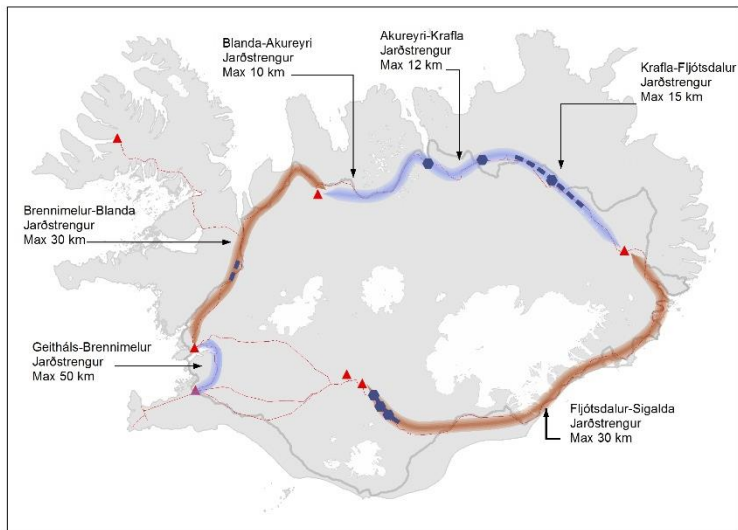 Blanda-Akureyri
Jarðstrengur
Max 10 km
Akureyri-Krafla
Jarðstrengur
Max 12 km
Krafla-Fljótsdalur
Jarðstrengur
Max 15 km
Brennimelur-Blanda
Jarðstrengur
Max 30 km
Geitháls-Brennimelur
Jarðstrengur
Max 50 km
Fljótsdalur-Sigalda
Jarðstrengur
Max 30 km